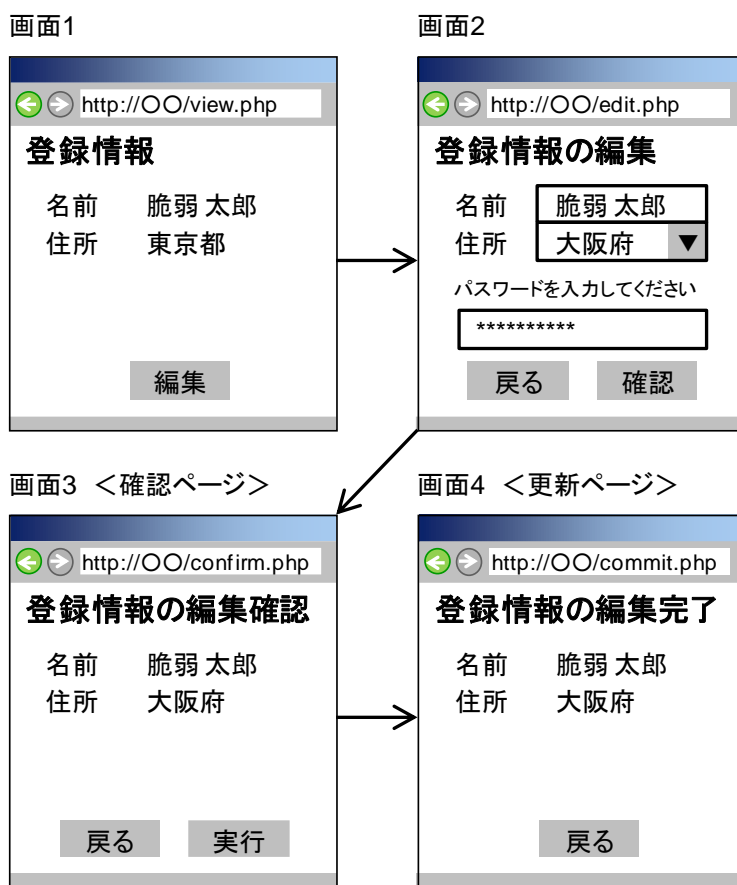 画面1
http://〇〇/view.php
登録情報
名前 脆弱 太郎
住所 東京都
編集
画面2
http://〇〇/edit.php
登録情報の編集
名前 脆弱 太郎
住所 大阪府 ▼
パスワードを入力してください
**********
戻る 確認
画面3 ＜確認ページ＞
http://〇〇/confirm.php
登録情報の編集確認
名前 脆弱 太郎
住所 大阪府
戻る 実行
画面4 ＜更新ページ＞
http://〇〇/commit.php
登録情報の編集完了
名前 脆弱 太郎
住所 大阪府
戻る